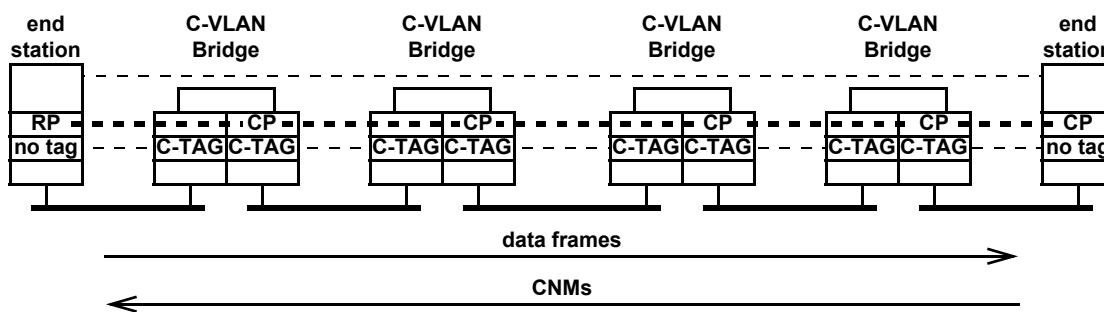 end station
C-VLAN Bridge
C-VLAN Bridge
C-VLAN Bridge
C-VLAN Bridge
end station
RP
CP
CP
CP
CP
CP
no tag
C-TAG
C-TAG
C-TAG
C-TAG
C-TAG
C-TAG
C-TAG
C-TAG
no tag
data frames
CNMs